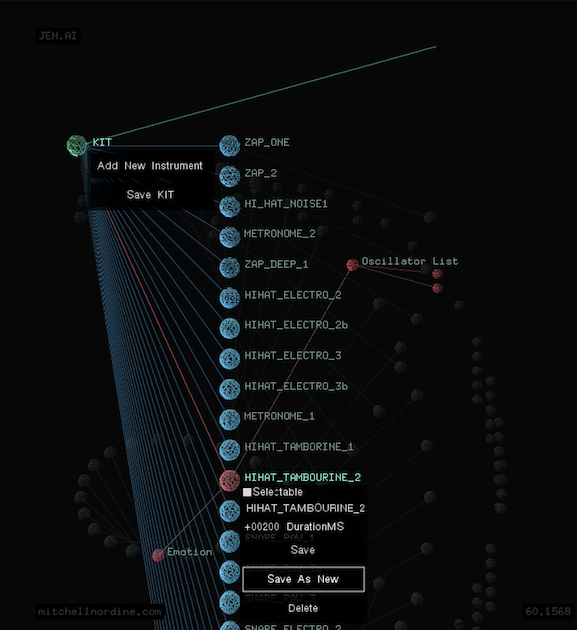 JEN.AI
KIT
Add New Instrument
Save KIT
ZAP_ONE
ZAP_2
HI_HAT_NOISE1
METRONOME_2
ZAP_DEEP_1
Oscillator List
HIHAT_ELECTRO_2
HIHAT_ELECTRO_2b
HIHAT_ELECTRO_3
HIHAT_ELECTRO_3b
METRONOME_1
HIHAT_TAMBORINE_1
HIHAT_TAMBOURINE_2
Selectable
HIHAT_TAMBOURINE_2
+00200 DurationMS
Save
Emotion
Save As New
Delete
mitchellnordine.com
60.1568
SNARE_ELECTRO_2